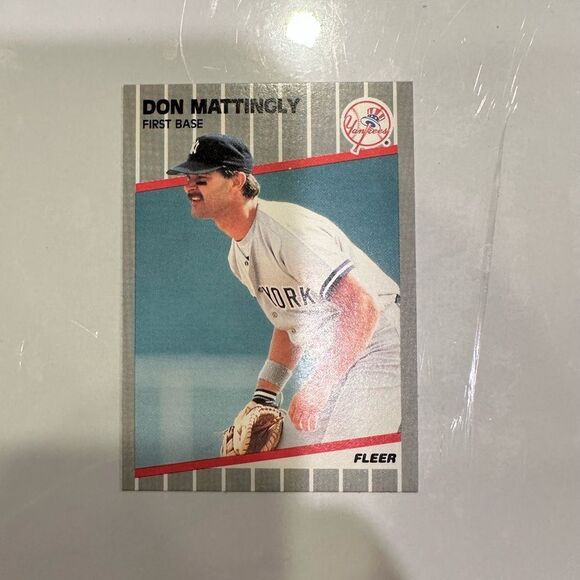 DON MATTINGLY
FIRST BASE
Yankees
YORK
FLEER